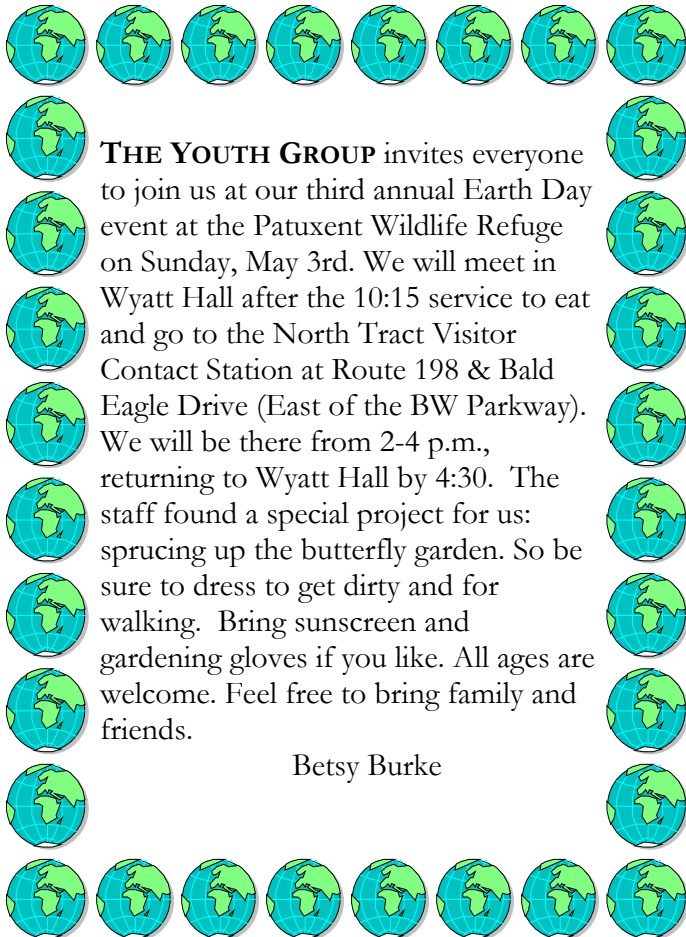 THE YOUTH GROUP invites everyone
to join us at our third annual Earth Day
event at the Patuxent Wildlife Refuge
on Sunday, May 3rd. We will meet in
Wyatt Hall after the 10:15 service to eat
and go to the North Tract Visitor
Contact Station at Route 198 & Bald
Eagle Drive (East of the BW Parkway).
We will be there from 2-4 p.m.,
returning to Wyatt Hall by 4:30.  The
staff found a special project for us:
sprucing up the butterfly garden. So be
sure to dress to get dirty and for
walking.  Bring sunscreen and
gardening gloves if you like. All ages are
welcome. Feel free to bring family and
friends.
Betsy Burke